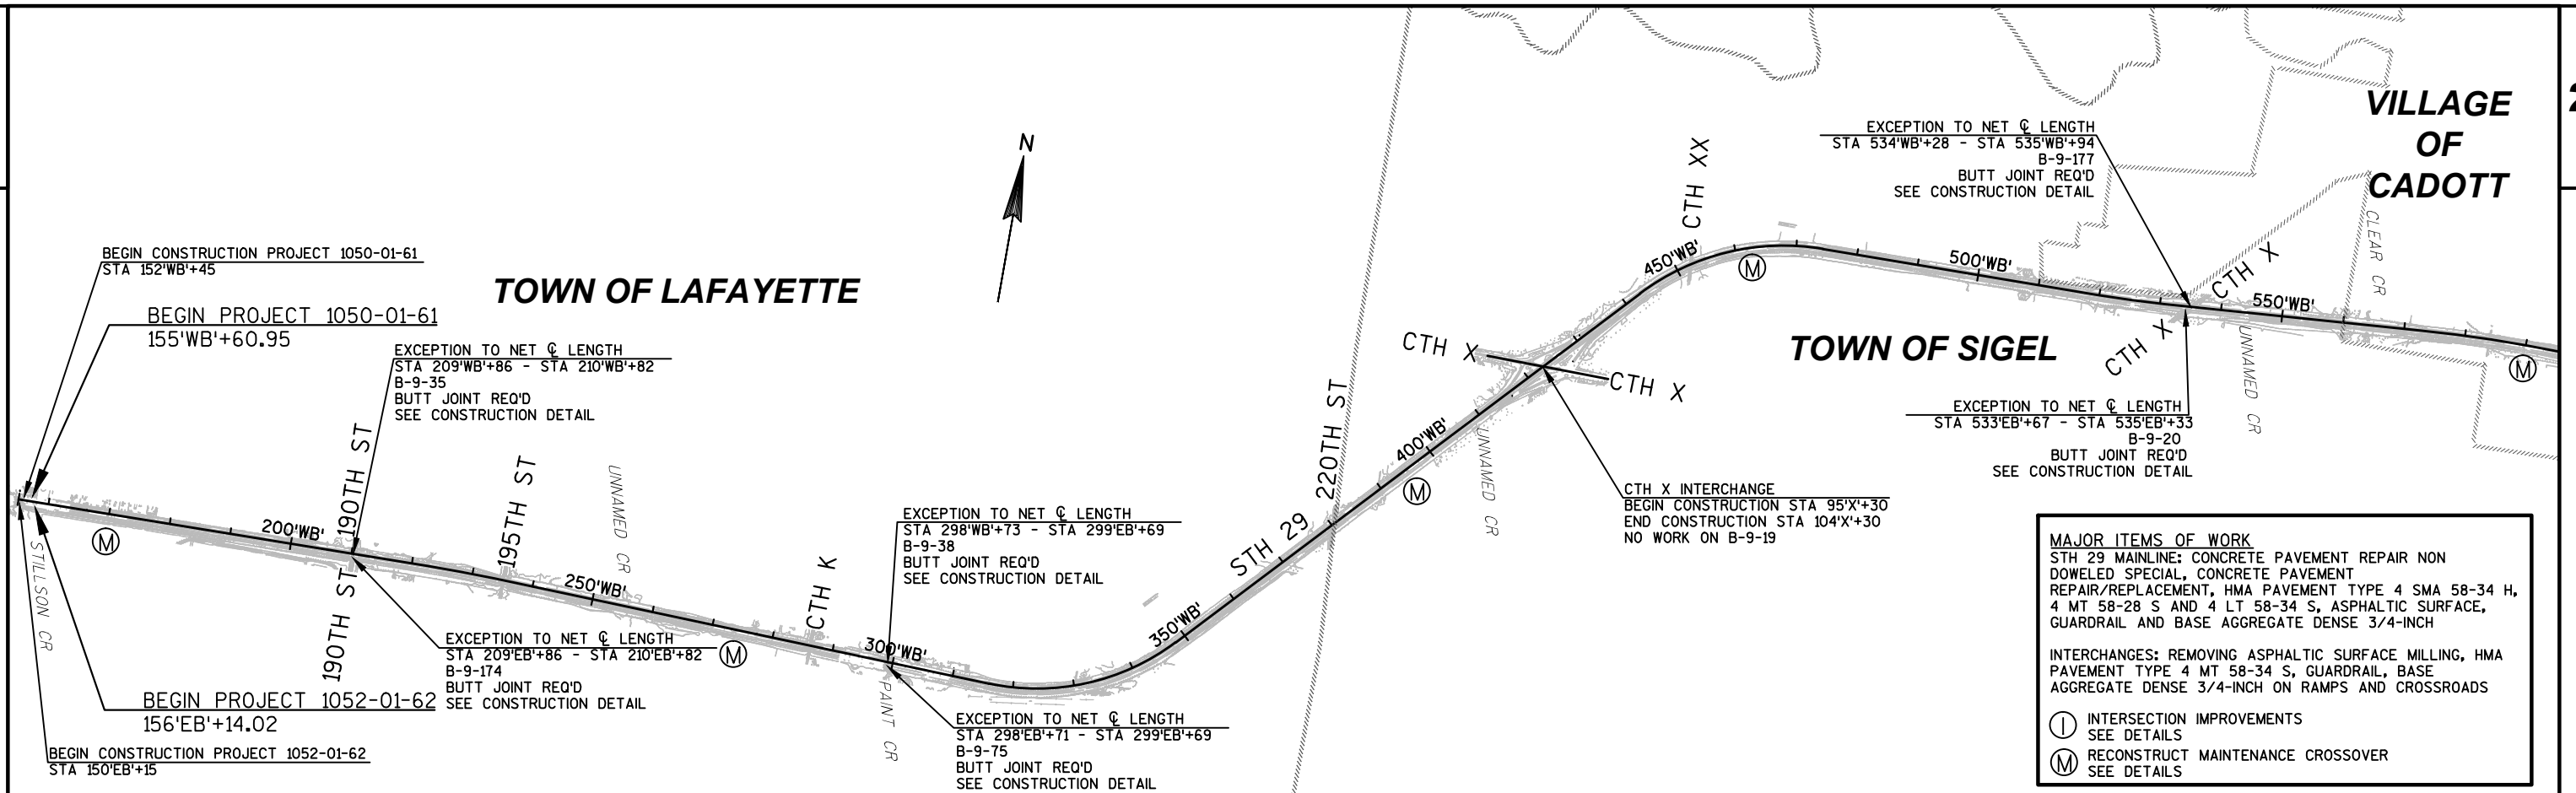 BEGIN CONSTRUCTION PROJECT 1050-01-61
STA 152'WB'+45
BEGIN PROJECT 1050-01-61
155'WB'+60.95
TOWN OF LAFAYETTE
N
EXCEPTION TO NET ℄ LENGTH
STA 209'WB'+86 - STA 210'WB'+82
B-9-35
BUTT JOINT REQ'D
SEE CONSTRUCTION DETAIL
STILLSON CR
M
200'WB'
190TH ST
190TH ST
195TH ST
UNNAMED CR
250'WB'
M
CTH K
300'WB'
PAINT CR
BEGIN PROJECT 1052-01-62
156'EB'+14.02
BEGIN CONSTRUCTION PROJECT 1052-01-62
STA 150'EB'+15
EXCEPTION TO NET ℄ LENGTH
STA 209'EB'+86 - STA 210'EB'+82
B-9-174
BUTT JOINT REQ'D
SEE CONSTRUCTION DETAIL
EXCEPTION TO NET ℄ LENGTH
STA 298'WB'+73 - STA 299'EB'+69
B-9-38
BUTT JOINT REQ'D
SEE CONSTRUCTION DETAIL
EXCEPTION TO NET ℄ LENGTH
STA 298'EB'+71 - STA 299'EB'+69
B-9-75
BUTT JOINT REQ'D
SEE CONSTRUCTION DETAIL
350'WB'
STH 29
220TH ST
400'WB'
M
UNNAMED CR
CTH X
CTH X
CTH X INTERCHANGE
BEGIN CONSTRUCTION STA 95'X'+30
END CONSTRUCTION STA 104'X'+30
NO WORK ON B-9-19
450'WB'
CTH XX
M
500'WB'
TOWN OF SIGEL
EXCEPTION TO NET ℄ LENGTH
STA 534'WB'+28 - STA 535'WB'+94
B-9-177
BUTT JOINT REQ'D
SEE CONSTRUCTION DETAIL
EXCEPTION TO NET ℄ LENGTH
STA 533'EB'+67 - STA 535'EB'+33
B-9-20
BUTT JOINT REQ'D
SEE CONSTRUCTION DETAIL
CTH X
CTH X
UNNAMED CR
550'WB'
CLEAR CR
M
VILLAGE
OF
CADOTT
MAJOR ITEMS OF WORK
STH 29 MAINLINE: CONCRETE PAVEMENT REPAIR NON
DOWELED SPECIAL, CONCRETE PAVEMENT
REPAIR/REPLACEMENT, HMA PAVEMENT TYPE 4 SMA 58-34 H,
4 MT 58-28 S AND 4 LT 58-34 S, ASPHALTIC SURFACE,
GUARDRAIL AND BASE AGGREGATE DENSE 3/4-INCH
INTERCHANGES: REMOVING ASPHALTIC SURFACE MILLING, HMA
PAVEMENT TYPE 4 MT 58-34 S, GUARDRAIL, BASE
AGGREGATE DENSE 3/4-INCH ON RAMPS AND CROSSROADS
I INTERSECTION IMPROVEMENTS
SEE DETAILS
M RECONSTRUCT MAINTENANCE CROSSOVER
SEE DETAILS